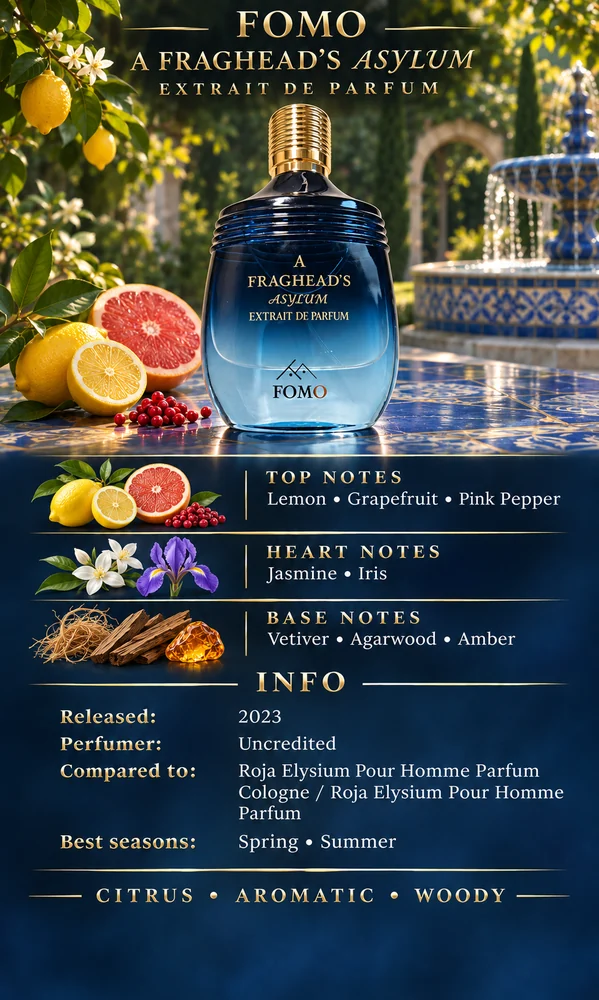 FOMO
A FRAGHEAD'S ASYLUM
EXTRAIT DE PARFUM
A
FRAGHEAD'S
ASYLUM
EXTRAIT DE PARFUM
FOMO
TOP NOTES
Lemon • Grapefruit • Pink Pepper
HEART NOTES
Jasmine • Iris
BASE NOTES
Vetiver • Agarwood • Amber
INFO
Released: 2023
Perfumer: Uncredited
Compared to: Roja Elysium Pour Homme Parfum
Cologne / Roja Elysium Pour Homme
Parfum
Best seasons: Spring • Summer
CITRUS • AROMATIC • WOODY